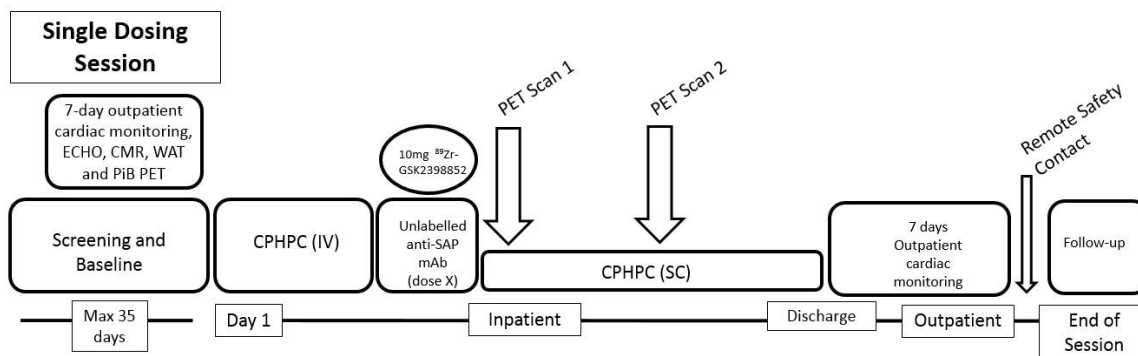 Single Dosing
Session
7-day outpatient
cardiac monitoring,
ECHO, CMR, WAT
and PiB PET
Screening and
Baseline
CPHPC (IV)
10mg ⁸⁹Zr-
GSK2398852
Unlabelled
anti-SAP
mAb
(dose X)
PET Scan 1
PET Scan 2
CPHPC (SC)
7 days
Outpatient
cardiac
monitoring
Remote Safety
Contact
Follow-up
Max 35
days
Day 1
Inpatient
Discharge
Outpatient
End of
Session